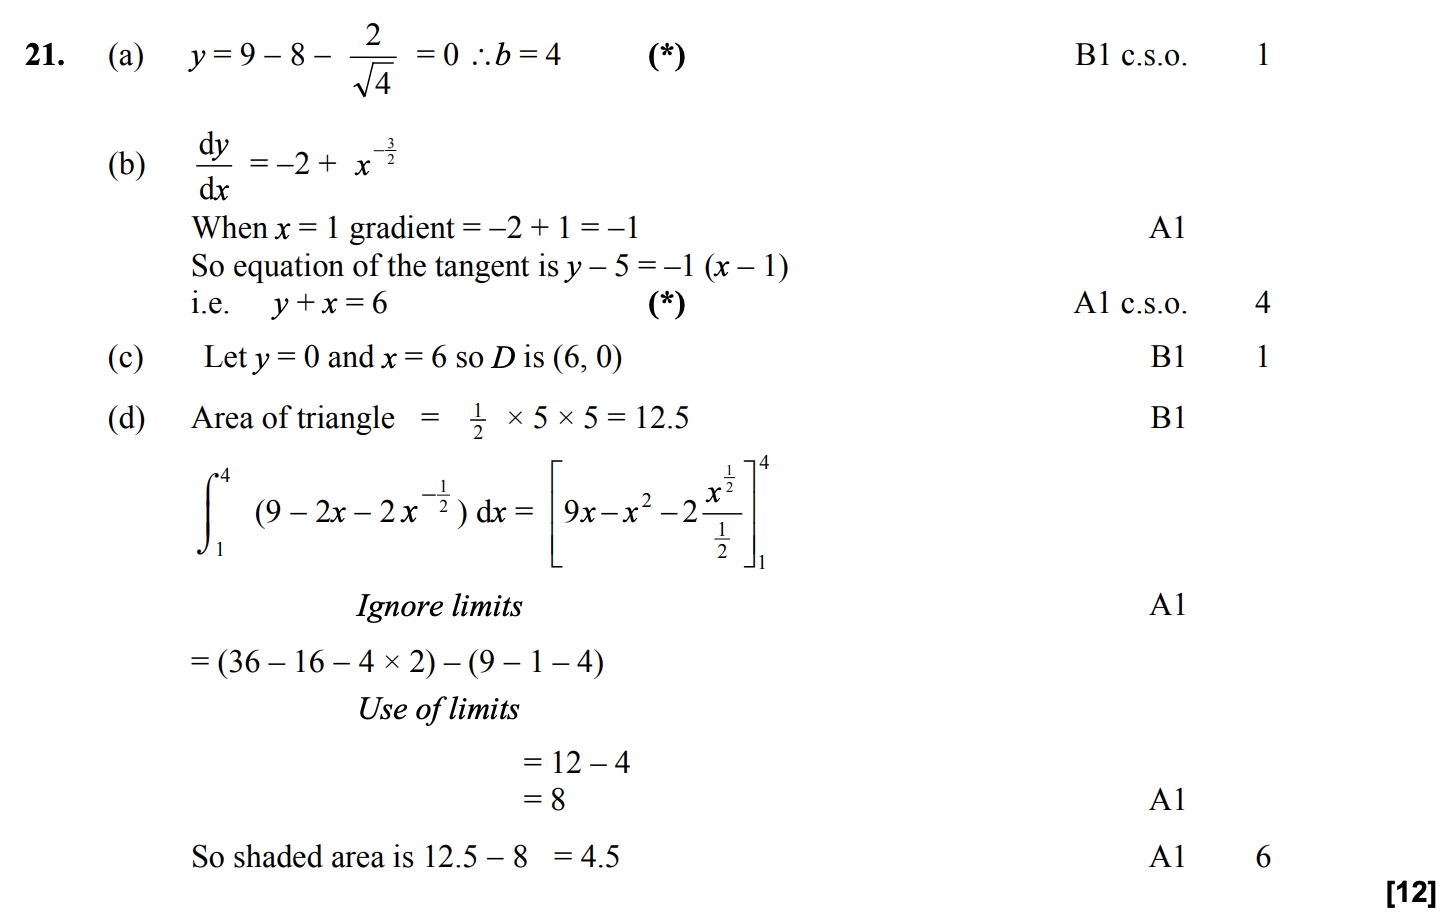 21. (a) y = 9 – 8 – 2/√4 = 0 ∴ b = 4 (*) B1 c.s.o. 1
(b) dy/dx = –2 + x^(–3/2)
When x = 1 gradient = –2 + 1 = –1 A1
So equation of the tangent is y – 5 = –1 (x – 1)
i.e. y + x = 6 (*) A1 c.s.o. 4
(c) Let y = 0 and x = 6 so D is (6, 0) B1 1
(d) Area of triangle = 1/2 × 5 × 5 = 12.5 B1
∫₁⁴ (9 – 2x – 2x^(–1/2)) dx = [9x – x² – 2 x^(1/2)/(1/2)]₁⁴
Ignore limits A1
= (36 – 16 – 4 × 2) – (9 – 1 – 4)
Use of limits
= 12 – 4
= 8 A1
So shaded area is 12.5 – 8 = 4.5 A1 6
[12]